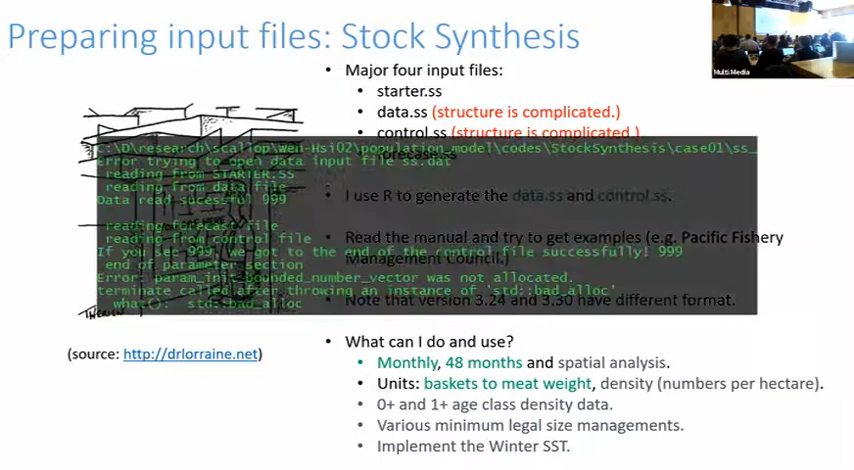 Preparing input files: Stock Synthesis
Multi Media
• Major four input files:
• starter.ss
• data.ss (structure is complicated.)
• control.ss (structure is complicated.)
forecast.ss
• I use R to generate the data.ss and control.ss.
• Read the manual and try to get examples (e.g. Pacific Fishery
Management Council.)
• Note that version 3.24 and 3.30 have different format.
C:\D\research\scallop\Wen-HsiO2\population_model\codes\StockSynthesis\case01\ss_
Error trying to open data input file ss.dat
reading from STARTER.SS
reading from data file
Data read sucessful 999
reading forecast file
reading from control file
If you see 999, we got to the end of the control file successfully! 999
end of parameter section
Error: param_init_bounded_number_vector was not allocated.
terminate called after throwing an instance of 'std::bad_alloc'
what(): std::bad_alloc
(source: http://drlorraine.net)
• What can I do and use?
• Monthly, 48 months and spatial analysis.
• Units: baskets to meat weight, density (numbers per hectare).
• 0+ and 1+ age class density data.
• Various minimum legal size managements.
• Implement the Winter SST.